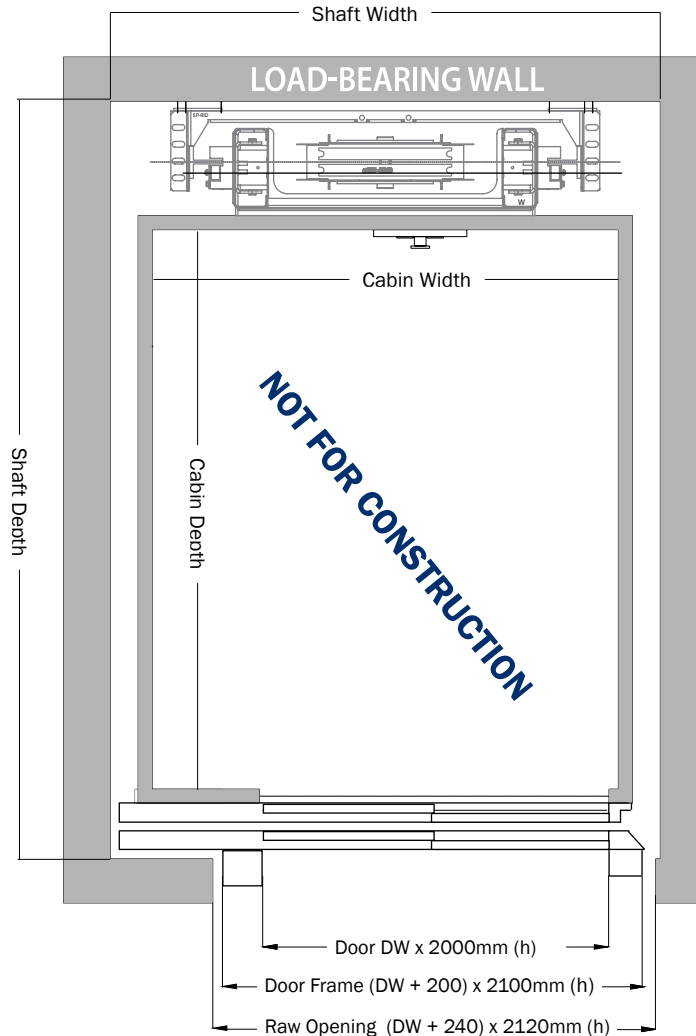 Shaft Width
LOAD-BEARING WALL
W
Cabin Width
Shaft Depth
Cabin Depth
NOT FOR CONSTRUCTION
Door DW x 2000mm (h)
Door Frame (DW + 200) x 2100mm (h)
Raw Opening (DW + 240) x 2120mm (h)